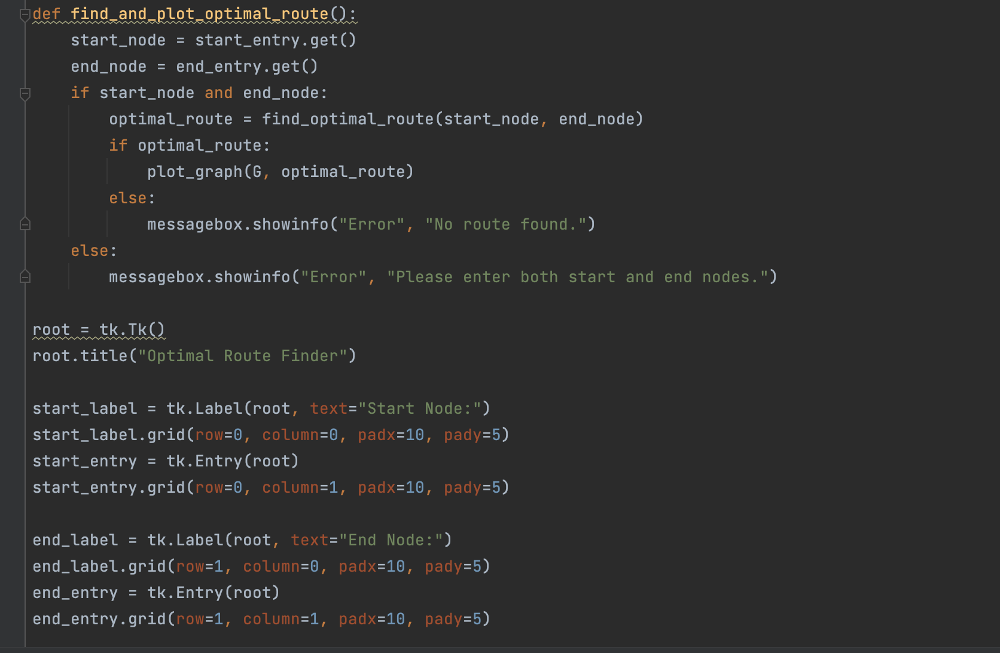 def find_and_plot_optimal_route():
    start_node = start_entry.get()
    end_node = end_entry.get()
    if start_node and end_node:
        optimal_route = find_optimal_route(start_node, end_node)
        if optimal_route:
            plot_graph(G, optimal_route)
        else:
            messagebox.showinfo("Error", "No route found.")
    else:
        messagebox.showinfo("Error", "Please enter both start and end nodes.")

root = tk.Tk()
root.title("Optimal Route Finder")

start_label = tk.Label(root, text="Start Node:")
start_label.grid(row=0, column=0, padx=10, pady=5)
start_entry = tk.Entry(root)
start_entry.grid(row=0, column=1, padx=10, pady=5)

end_label = tk.Label(root, text="End Node:")
end_label.grid(row=1, column=0, padx=10, pady=5)
end_entry = tk.Entry(root)
end_entry.grid(row=1, column=1, padx=10, pady=5)